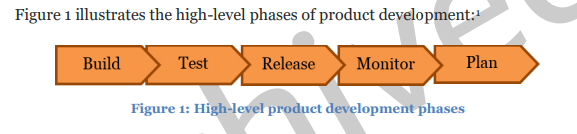 Figure 1 illustrates the high-level phases of product development:¹
Build Test Release Monitor Plan
Figure 1: High-level product development phases